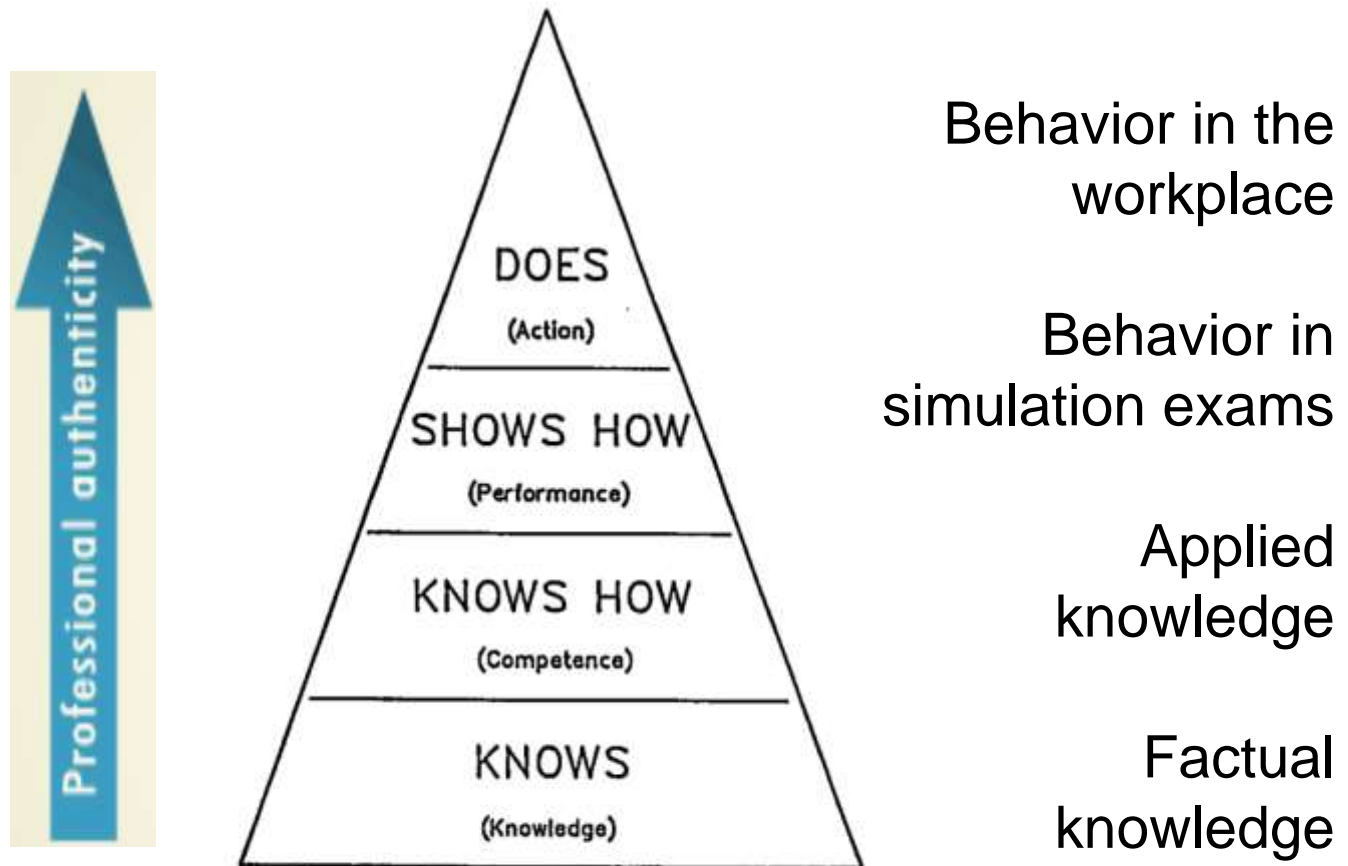 Professional authenticity
DOES
(Action)
SHOWS HOW
(Performance)
KNOWS HOW
(Competence)
KNOWS
(Knowledge)
Behavior in the
workplace
Behavior in
simulation exams
Applied
knowledge
Factual
knowledge